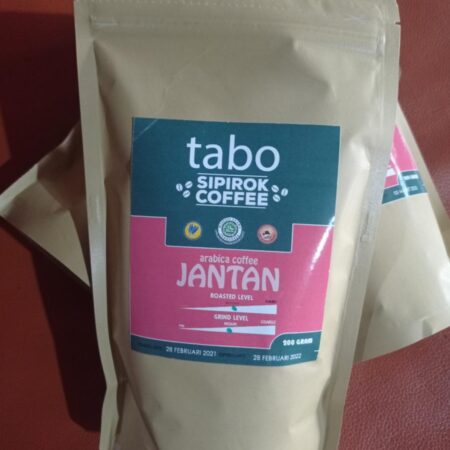 tabo
SIPIROK
COFFEE
arabica coffee
JANTAN
ROASTED LEVEL
GRIND LEVEL
COARSE
200 GRAM
28 FEBRUARI 2021
28 FEBRUARI 2022